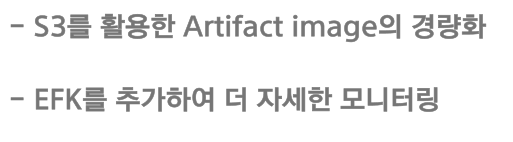 - S3를 활용한 Artifact image의 경량화
- EFK를 추가하여 더 자세한 모니터링